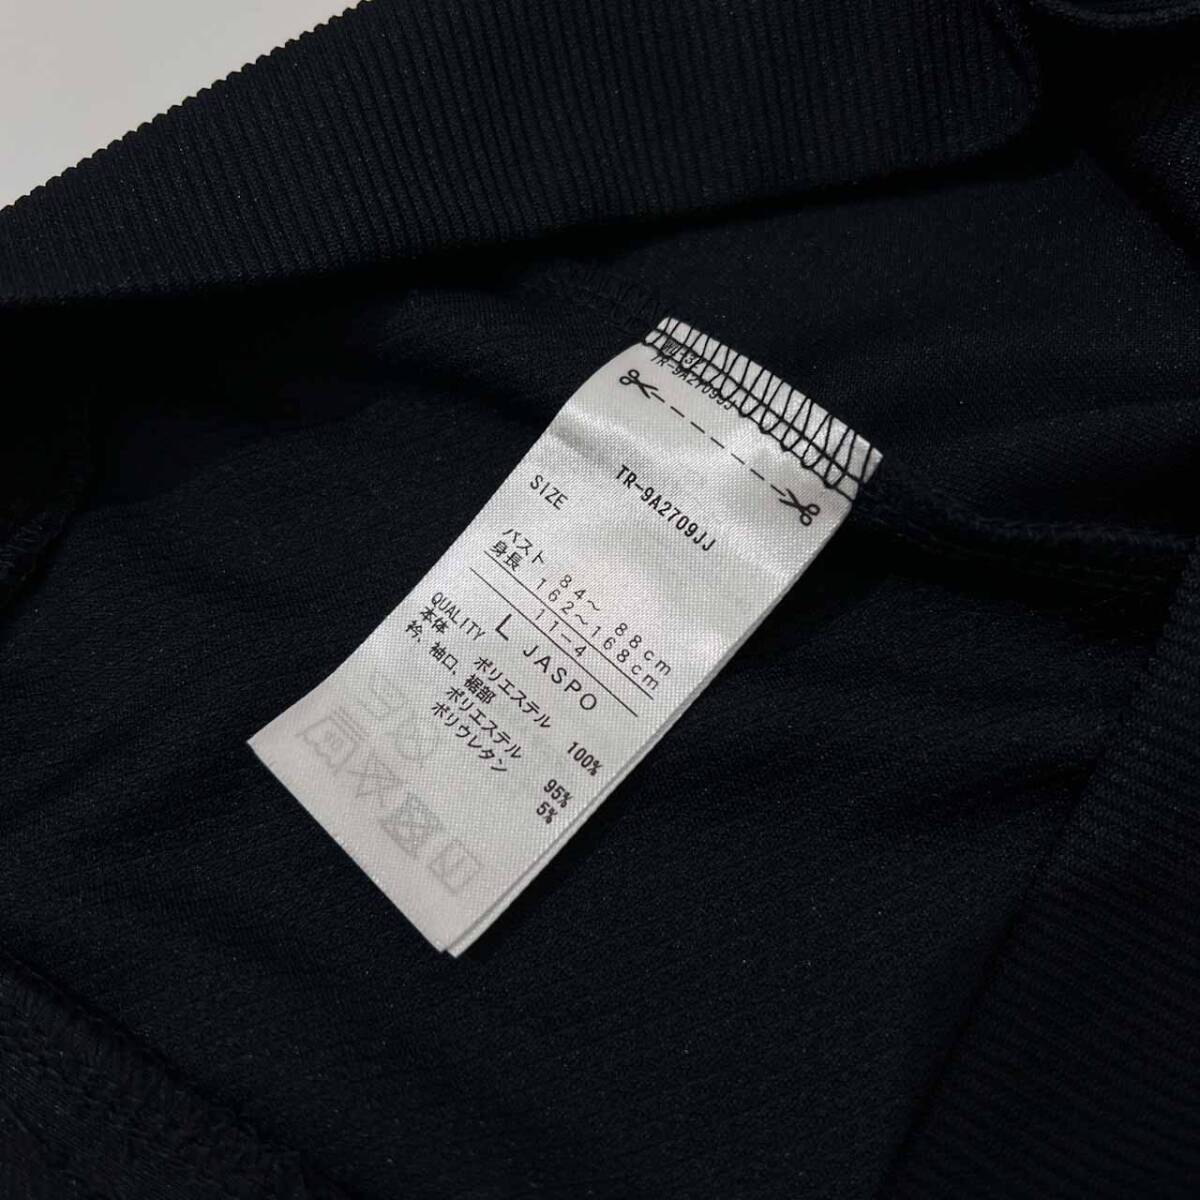 TR-9A2709JJ
TR-9A2709JJ
SIZE
バスト 84～ 88cm
身長 162～168cm
11-4
L JASPO
QUALITY
本体 ポリエステル 100%
衿、袖口、裾部
ポリエステル 95%
ポリウレタン 5%